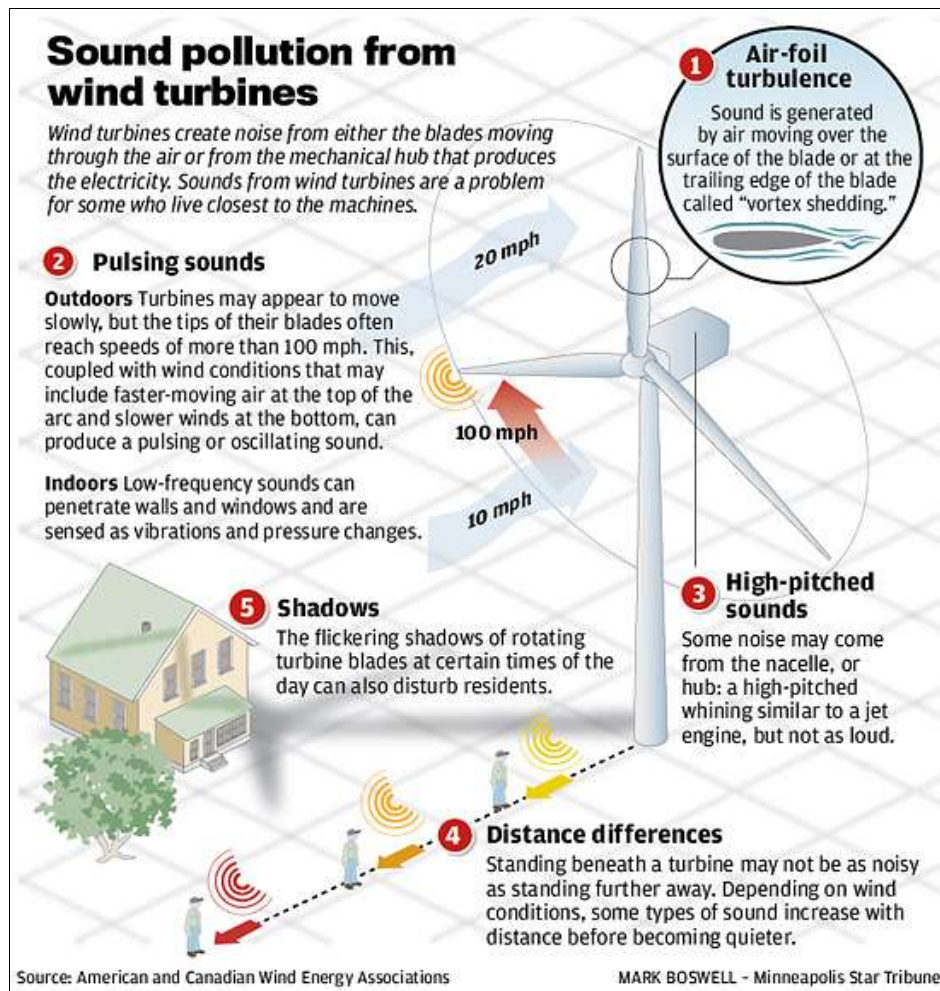 Sound pollution from
wind turbines
Wind turbines create noise from either the blades moving
through the air or from the mechanical hub that produces
the electricity. Sounds from wind turbines are a problem
for some who live closest to the machines.
1
Air-foil
turbulence
Sound is generated
by air moving over the
surface of the blade or at the
trailing edge of the blade
called “vortex shedding.”
2 Pulsing sounds
Outdoors Turbines may appear to move
slowly, but the tips of their blades often
reach speeds of more than 100 mph. This,
coupled with wind conditions that may
include faster-moving air at the top of the
arc and slower winds at the bottom, can
produce a pulsing or oscillating sound.
Indoors Low-frequency sounds can
penetrate walls and windows and are
sensed as vibrations and pressure changes.
20 mph
100 mph
10 mph
3 High-pitched
sounds
Some noise may come
from the nacelle, or
hub: a high-pitched
whining similar to a jet
engine, but not as loud.
5 Shadows
The flickering shadows of rotating
turbine blades at certain times of the
day can also disturb residents.
4 Distance differences
Standing beneath a turbine may not be as noisy
as standing further away. Depending on wind
conditions, some types of sound increase with
distance before becoming quieter.
Source: American and Canadian Wind Energy Associations
MARK BOSWELL - Minneapolis Star Tribune